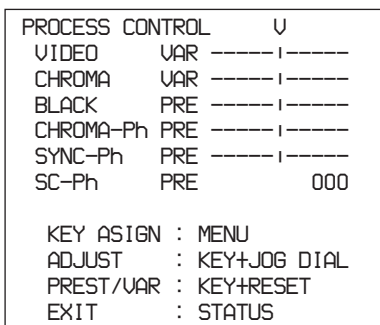 PROCESS CONTROL V
VIDEO VAR -----|-----
CHROMA VAR -----|-----
BLACK PRE -----|-----
CHROMA-Ph PRE -----|-----
SYNC-Ph PRE -----|-----
SC-Ph PRE 000
KEY ASIGN : MENU
ADJUST : KEY+JOG DIAL
PREST/VAR : KEY+RESET
EXIT : STATUS